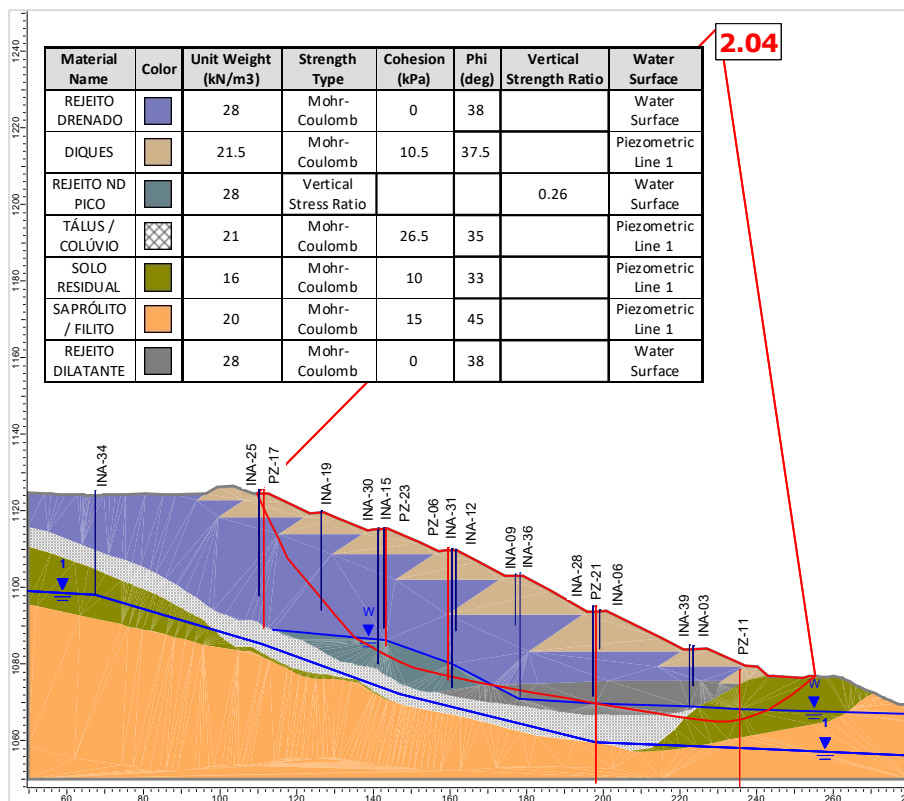 2.04
Material Name Color Unit Weight (kN/m3) Strength Type Cohesion (kPa) Phi (deg) Vertical Strength Ratio Water Surface
REJEITO DRENADO 28 Mohr-Coulomb 0 38 Water Surface
DIQUES 21.5 Mohr-Coulomb 10.5 37.5 Piezometric Line 1
REJEITO ND PICO 28 Vertical Stress Ratio 0.26 Water Surface
TÁLUS / COLÚVIO 21 Mohr-Coulomb 26.5 35 Piezometric Line 1
SOLO RESIDUAL 16 Mohr-Coulomb 10 33 Piezometric Line 1
SAPRÓLITO / FILITO 20 Mohr-Coulomb 15 45 Piezometric Line 1
REJEITO DILATANTE 28 Mohr-Coulomb 0 38 Water Surface
1240
1220
1200
1180
1160
1140
1120
1100
1080
1060
INA-34
INA-25
PZ-17
INA-19
INA-30
INA-15
PZ-23
PZ-06
INA-31
INA-12
INA-09
INA-36
INA-28
PZ-21
INA-06
INA-39
INA-03
PZ-11
1
W
W
1
60 80 100 120 140 160 180 200 220 240 260